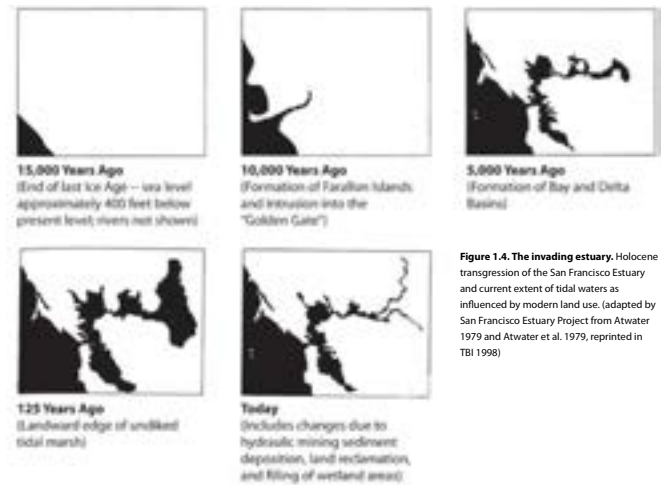 15,000 Years Ago
(End of last Ice Age — sea level
approximately 400 feet below
present level; rivers not shown)
10,000 Years Ago
(Formation of Farallon Islands
and intrusion into the
"Golden Gate")
5,000 Years Ago
(Formation of Bay and Delta
Basins)
125 Years Ago
(Landward edge of undiked
tidal marsh)
Today
(Includes changes due to
hydraulic mining sediment
deposition, land reclamation,
and filling of wetland areas)
Figure 1.4. The invading estuary. Holocene
transgression of the San Francisco Estuary
and current extent of tidal waters as
influenced by modern land use. (adapted by
San Francisco Estuary Project from Atwater
1979 and Atwater et al. 1979, reprinted in
TBI 1998)